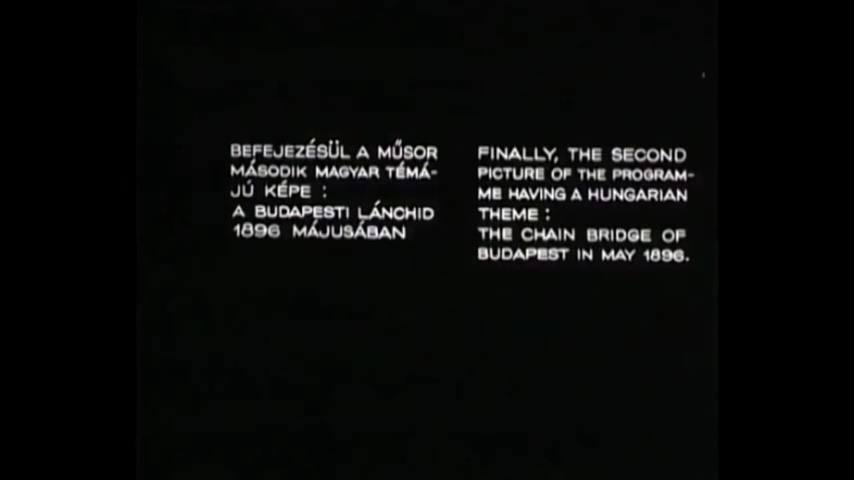 BEFEJEZÉSÜL A MŰSOR
MÁSODIK MAGYAR TÉMÁ-
JÚ KÉPE :
A BUDAPESTI LÁNCHID
1896 MÁJUSÁBAN
FINALLY, THE SECOND
PICTURE OF THE PROGRAM-
ME HAVING A HUNGARIAN
THEME :
THE CHAIN BRIDGE OF
BUDAPEST IN MAY 1896.